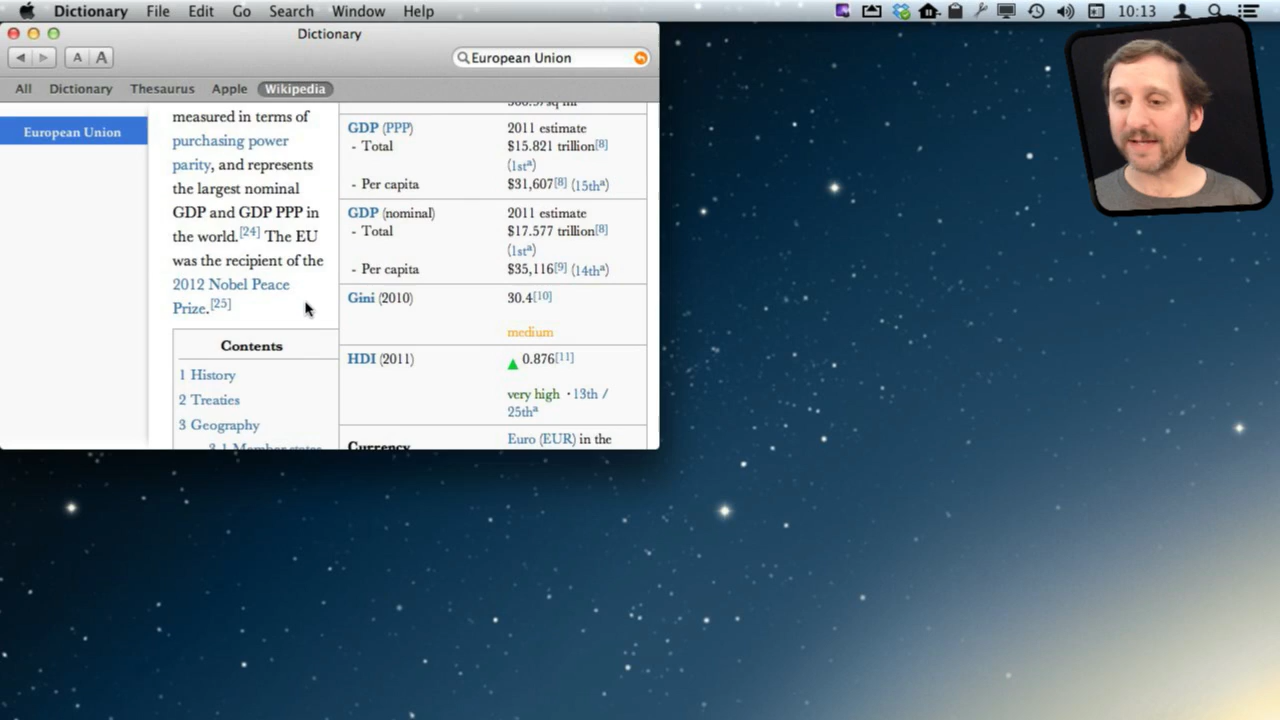 Dictionary File Edit Go Search Window Help 10:13
Dictionary
A A European Union
All Dictionary Thesaurus Apple Wikipedia
European Union
measured in terms of
purchasing power
parity, and represents
the largest nominal
GDP and GDP PPP in
the world.[24] The EU
was the recipient of the
2012 Nobel Peace
Prize.[25]
Contents
1 History
2 Treaties
3 Geography
3.1 Member states
GDP (PPP) 2011 estimate
- Total $15.821 trillion[8]
(1stᵃ)
- Per capita $31,607[8] (15thᵃ)
GDP (nominal) 2011 estimate
- Total $17.577 trillion[8]
(1stᵃ)
- Per capita $35,116[9] (14thᵃ)
Gini (2010) 30.4[10]
medium
HDI (2011) ▲ 0.876[11]
very high · 13th /
25thᵃ
Currency Euro (EUR) in the